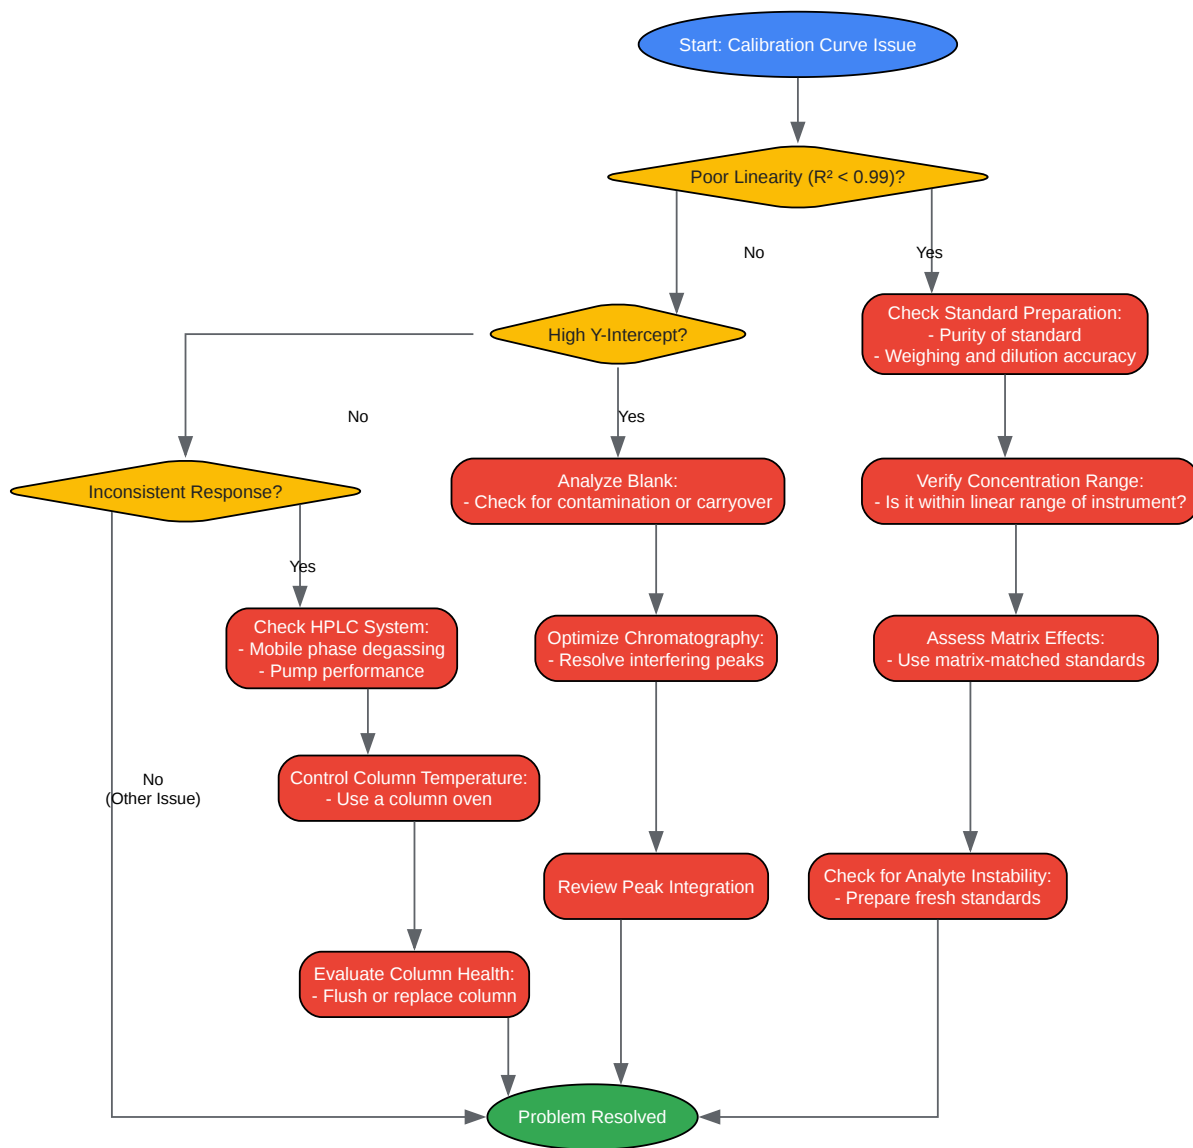 Start: Calibration Curve Issue
Poor Linearity (R² < 0.99)?
No
Yes
Check Standard Preparation:
- Purity of standard
- Weighing and dilution accuracy
High Y-Intercept?
No
Yes
Verify Concentration Range:
- Is it within linear range of instrument?
Analyze Blank:
- Check for contamination or carryover
Inconsistent Response?
Yes
Check HPLC System:
- Mobile phase degassing
- Pump performance
Optimize Chromatography:
- Resolve interfering peaks
Assess Matrix Effects:
- Use matrix-matched standards
No
(Other Issue)
Control Column Temperature:
- Use a column oven
Review Peak Integration
Check for Analyte Instability:
- Prepare fresh standards
Evaluate Column Health:
- Flush or replace column
Problem Resolved